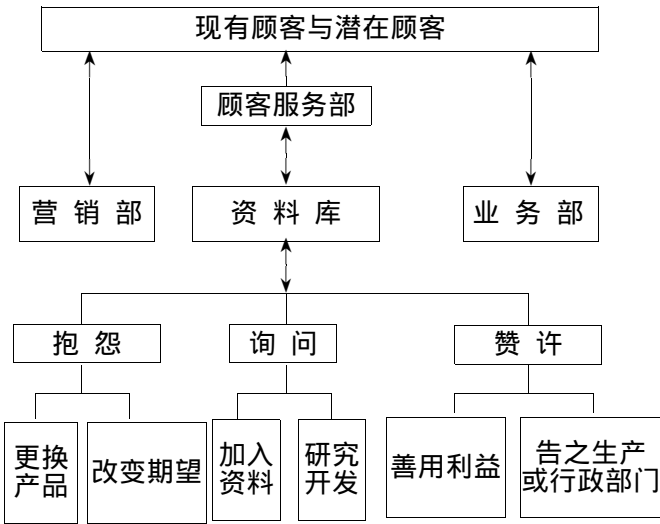 现有顾客与潜在顾客
顾客服务部
营 销 部
资 料 库
业 务 部
抱 怨
询 问
赞 许
更换
产品
改变期望
加入
资料
研究
开发
善用利益
告之生产
或行政部门